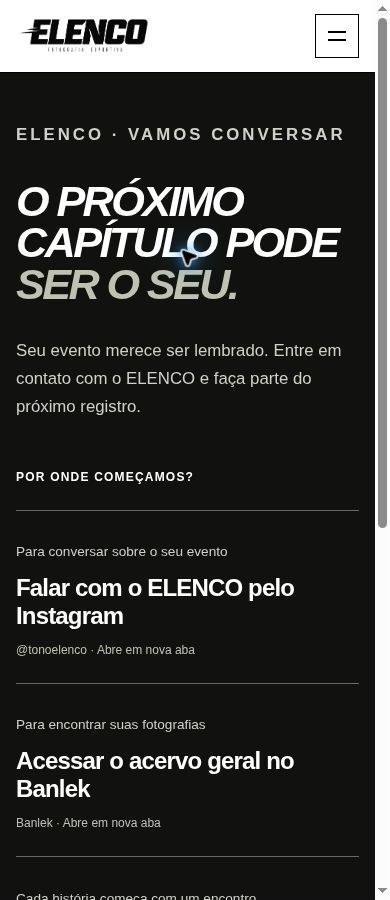 ELENCO
FOTOGRAFIA ESPORTIVA
ELENCO · VAMOS CONVERSAR
O PRÓXIMO
CAPÍTULO PODE
SER O SEU.
Seu evento merece ser lembrado. Entre em
contato com o ELENCO e faça parte do
próximo registro.
POR ONDE COMEÇAMOS?
Para conversar sobre o seu evento
Falar com o ELENCO pelo
Instagram
@tonoelenco · Abre em nova aba
Para encontrar suas fotografias
Acessar o acervo geral no
Banlek
Banlek · Abre em nova aba
Cada história começa com um encontro